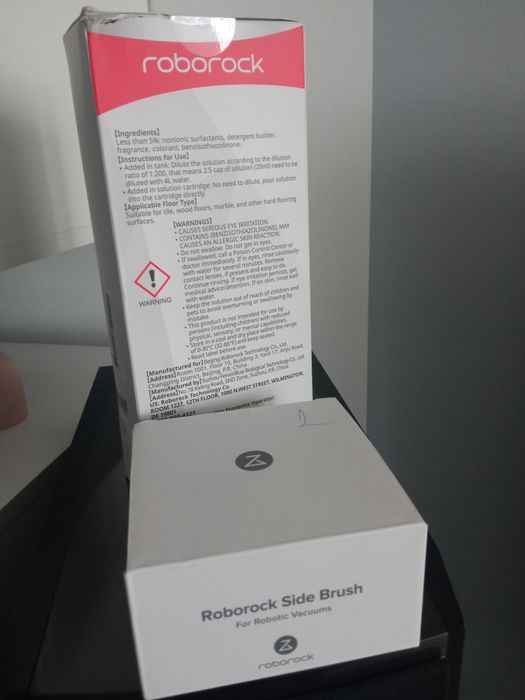 roborock
[Ingredients]
Less than 5%: nonionic surfactants, detergent builder,
fragrance, colorant, benzisothiazolinone.
[Instructions for Use]
• Added in tank: Dilute the solution according to the dilution
ratio of 1:200, that means 2.5 cap of solution (20ml) need to be
diluted with 4L water.
• Added in solution cartridge: No need to dilute, pour solution
into the cartridge directly.
[Applicable Floor Type]
Suitable for tile, wood floors, marble, and other hard flooring
surfaces.
[WARNINGS]
• CAUSES SERIOUS EYE IRRITATION.
• CONTAINS (BENZISOTHIAZOLINONE), MAY
CAUSES AN ALLERGIC SKIN REACTION.
• Do not swallow. Do not get in eyes.
• If swallowed, call a Poison Control Center or
doctor immediately. If in eyes, rinse cautiously
with water for several minutes. Remove
contact lenses, if present and easy to do.
Continue rinsing. If eye irritation persists, get
medical advice/attention. If on skin, rinse well
with water.
• Keep the solution out of reach of children and
pets to avoid overturning or swallowing by
mistake.
• This product is not intended for use by
persons (including children) with reduced
physical, sensory, or mental capabilities.
• Store in a cool and dry place within the range
of 0-30°C (32-86°F) and keep sealed.
• Read label before use.
WARNING
[Manufactured for] Beijing Roborock Technology Co., Ltd.
[Address] Room 1001, Floor 10, Building 3, Yard 17, Anju Road,
Changping District, Beijing, P.R. China
[Manufactured by] Suzhou Biological Technology Co., Ltd.
[Address] No.78 Keling Road, SND Zone, Suzhou, P.R. China
US: Roborock Technology Co.
ROOM 1227, 12TH FLOOR, 1000 N.WEST STREET, WILMINGTON,
DE 19801
Economic Operator:
2
Roborock Side Brush
For Robotic Vacuums
roborock